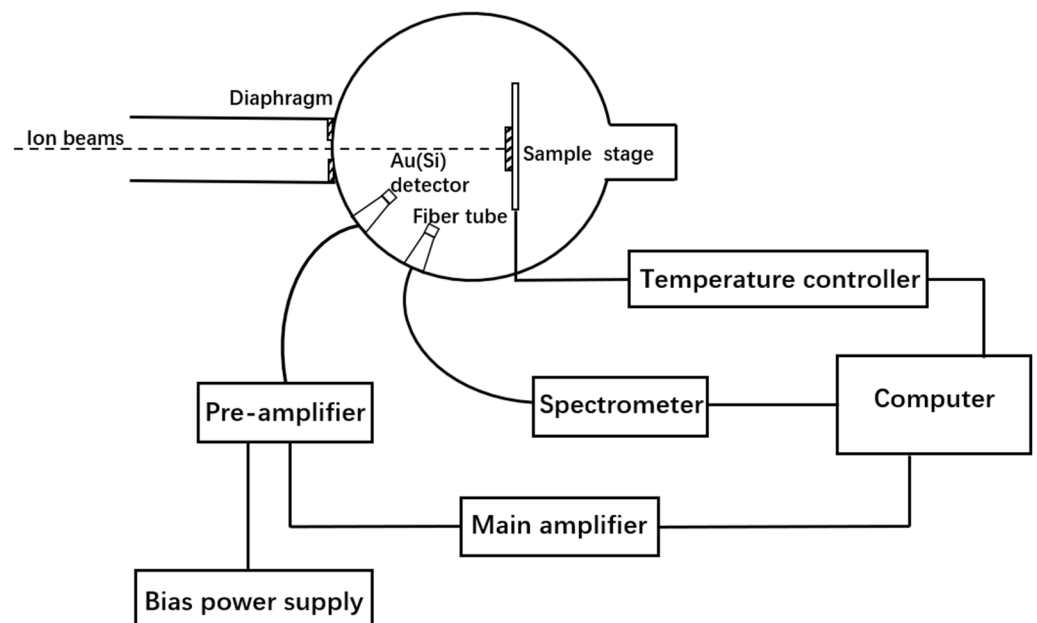 Diaphragm
Ion beams
Au(Si)
detector
Sample stage
Fiber tube
Temperature controller
Pre-amplifier
Spectrometer
Computer
Main amplifier
Bias power supply